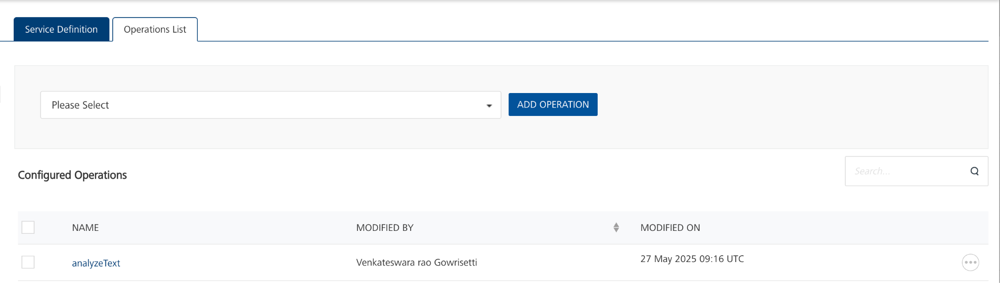 Service Definition
Operations List
Please Select
ADD OPERATION
Configured Operations
Search...
NAME
MODIFIED BY
MODIFIED ON
analyzeText
Venkateswara rao Gowrisetti
27 May 2025 09:16 UTC